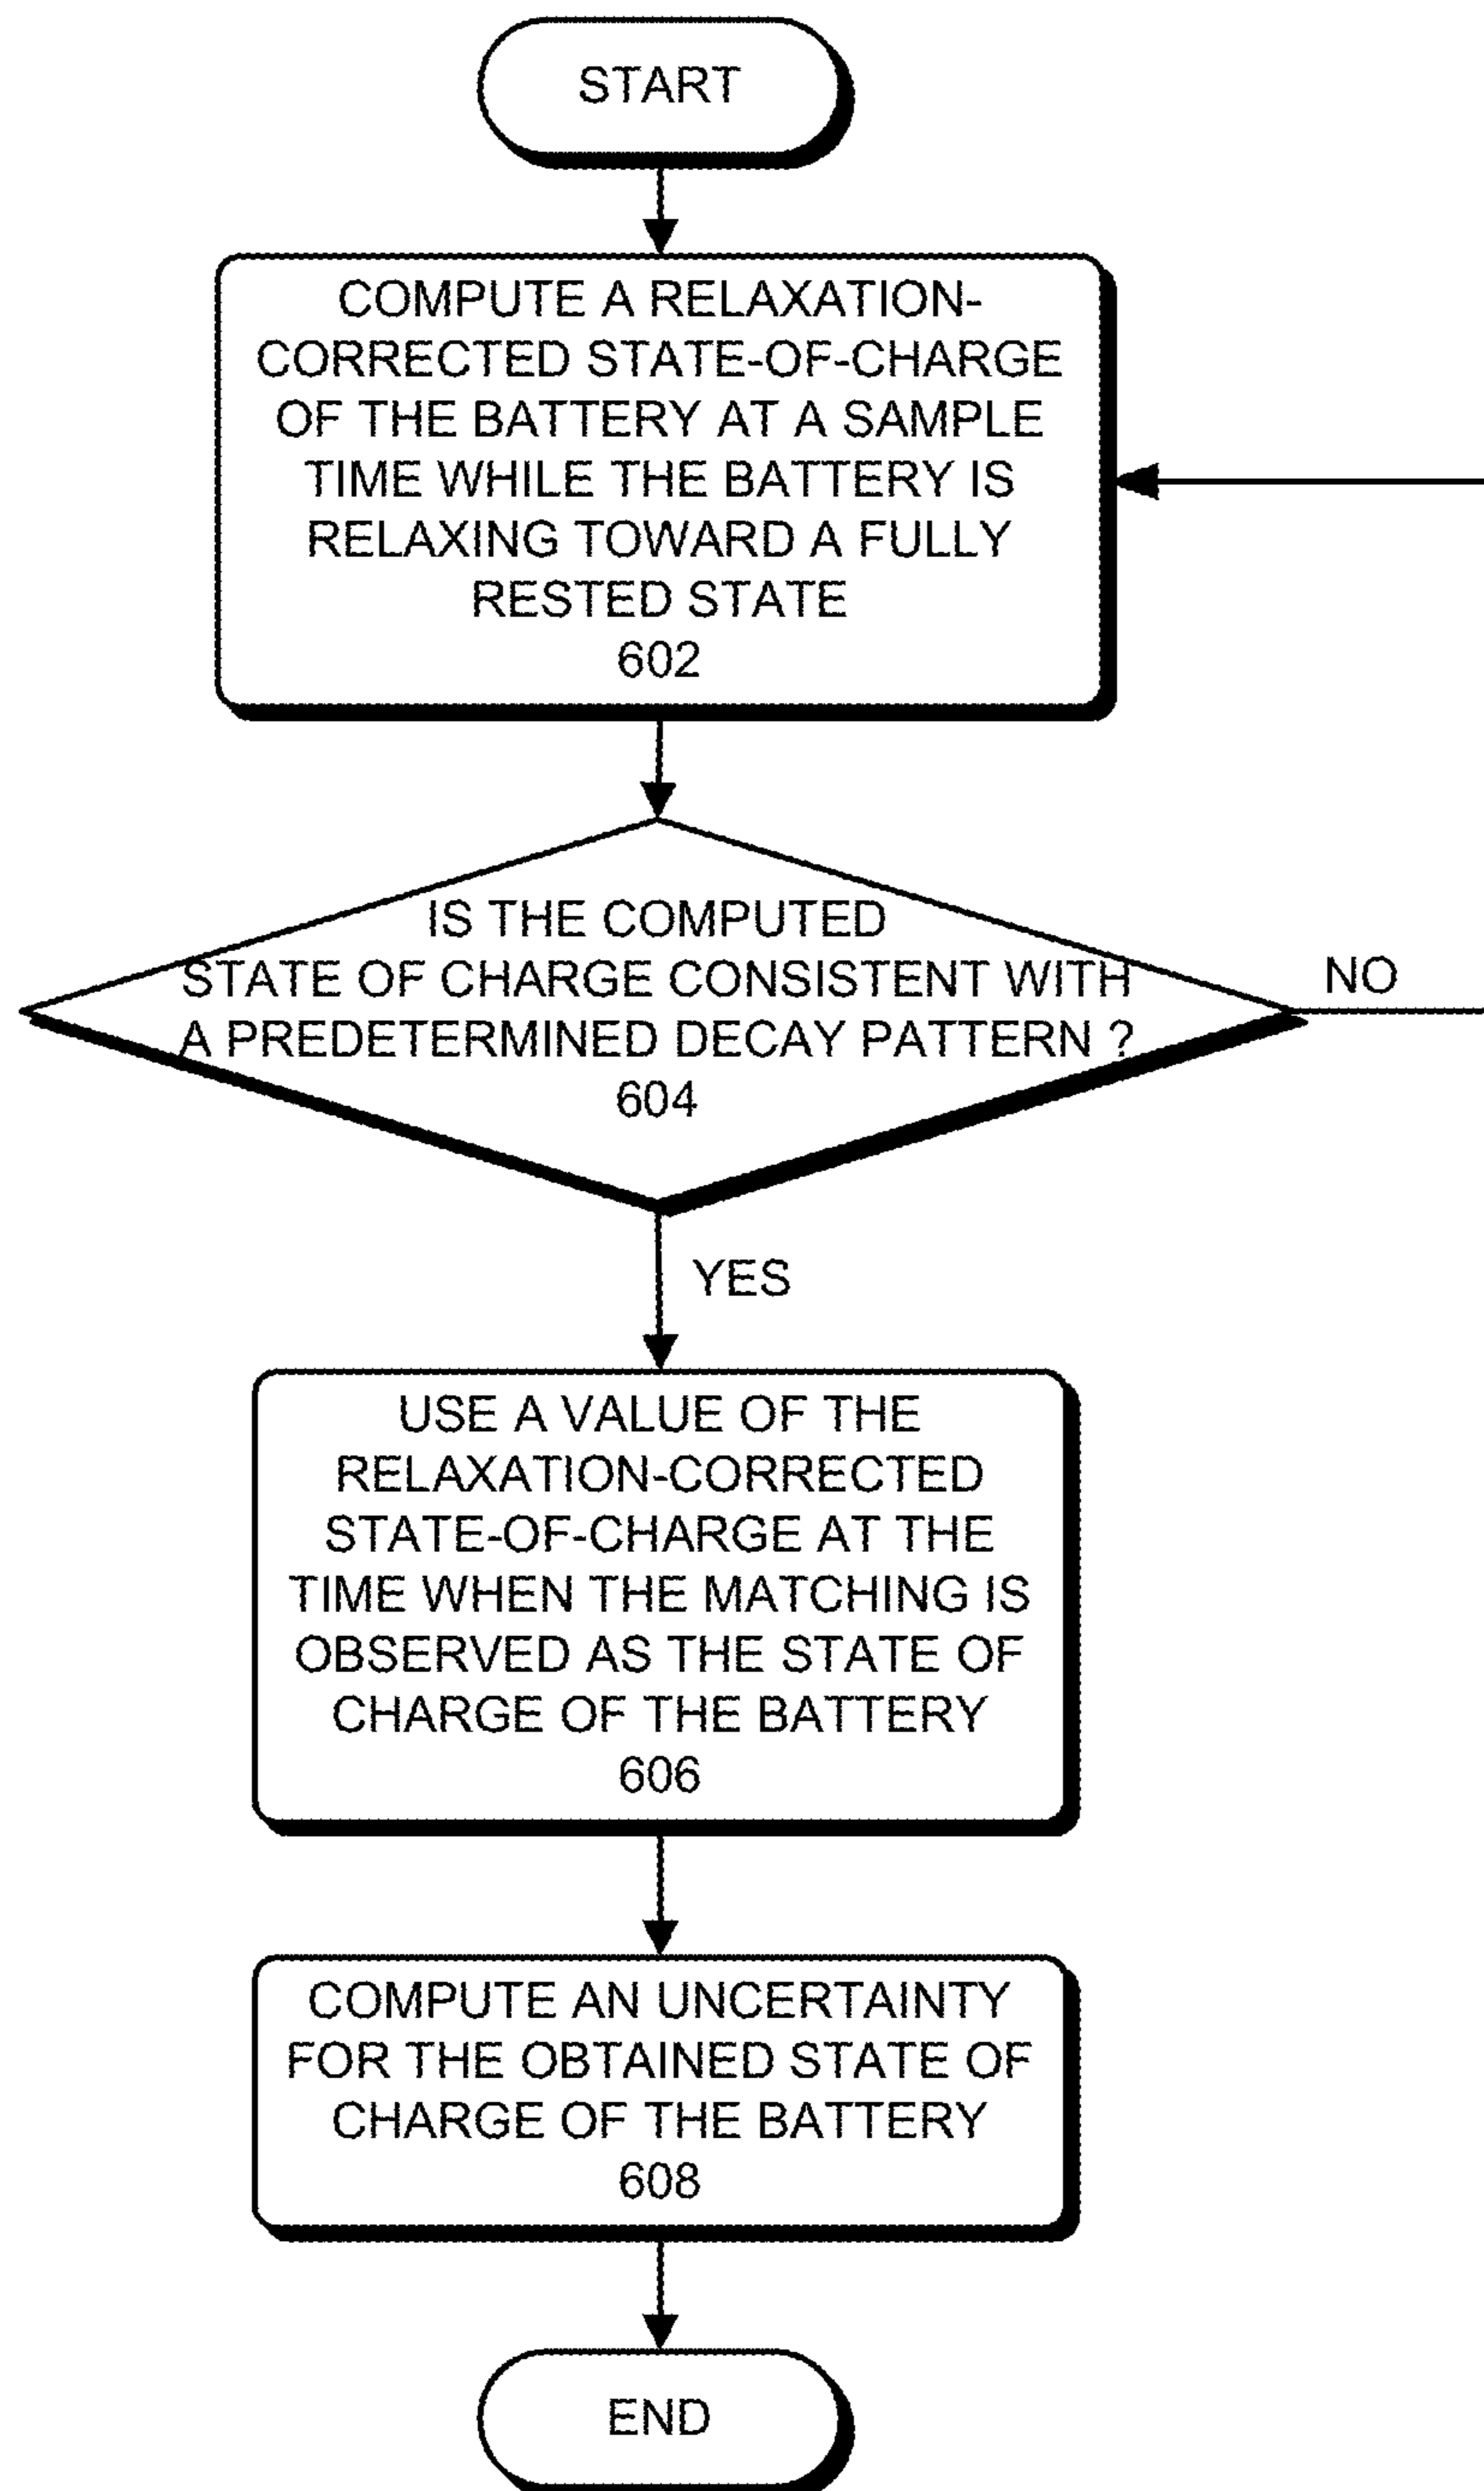 START
COMPUTE A RELAXATION-
CORRECTED STATE-OF-CHARGE
OF THE BATTERY AT A SAMPLE
TIME WHILE THE BATTERY IS
RELAXING TOWARD A FULLY
RESTED STATE
602
IS THE COMPUTED
STATE OF CHARGE CONSISTENT WITH
A PREDETERMINED DECAY PATTERN ?
604
NO
YES
USE A VALUE OF THE
RELAXATION-CORRECTED
STATE-OF-CHARGE AT THE
TIME WHEN THE MATCHING IS
OBSERVED AS THE STATE OF
CHARGE OF THE BATTERY
606
COMPUTE AN UNCERTAINTY
FOR THE OBTAINED STATE OF
CHARGE OF THE BATTERY
608
END